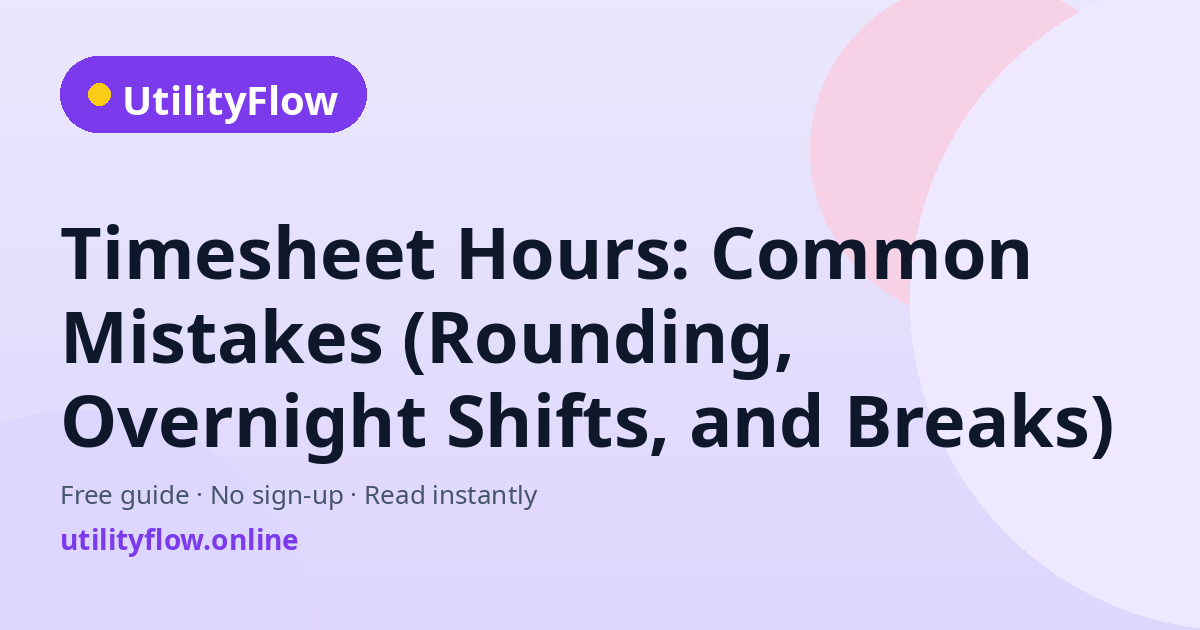 UtilityFlow
Timesheet Hours: Common
Mistakes (Rounding,
Overnight Shifts, and Breaks)
Free guide · No sign-up · Read instantly
utilityflow.online